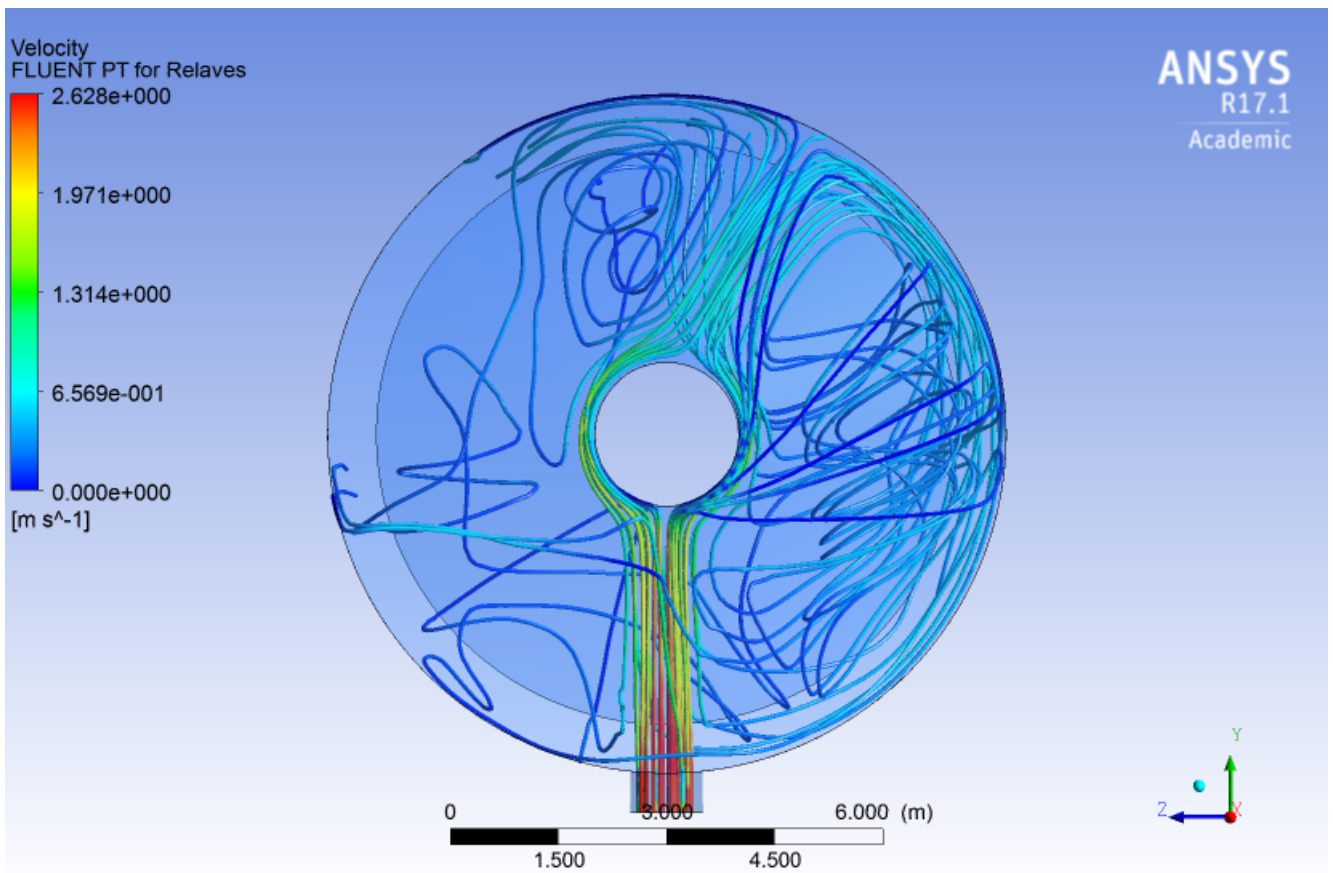 Velocity
FLUENT PT for Relaves
2.628e+000
1.971e+000
1.314e+000
6.569e-001
0.000e+000
[m s^-1]
ANSYS
R17.1
Academic
0 3.000 6.000 (m)
1.500 4.500
Y
Z X